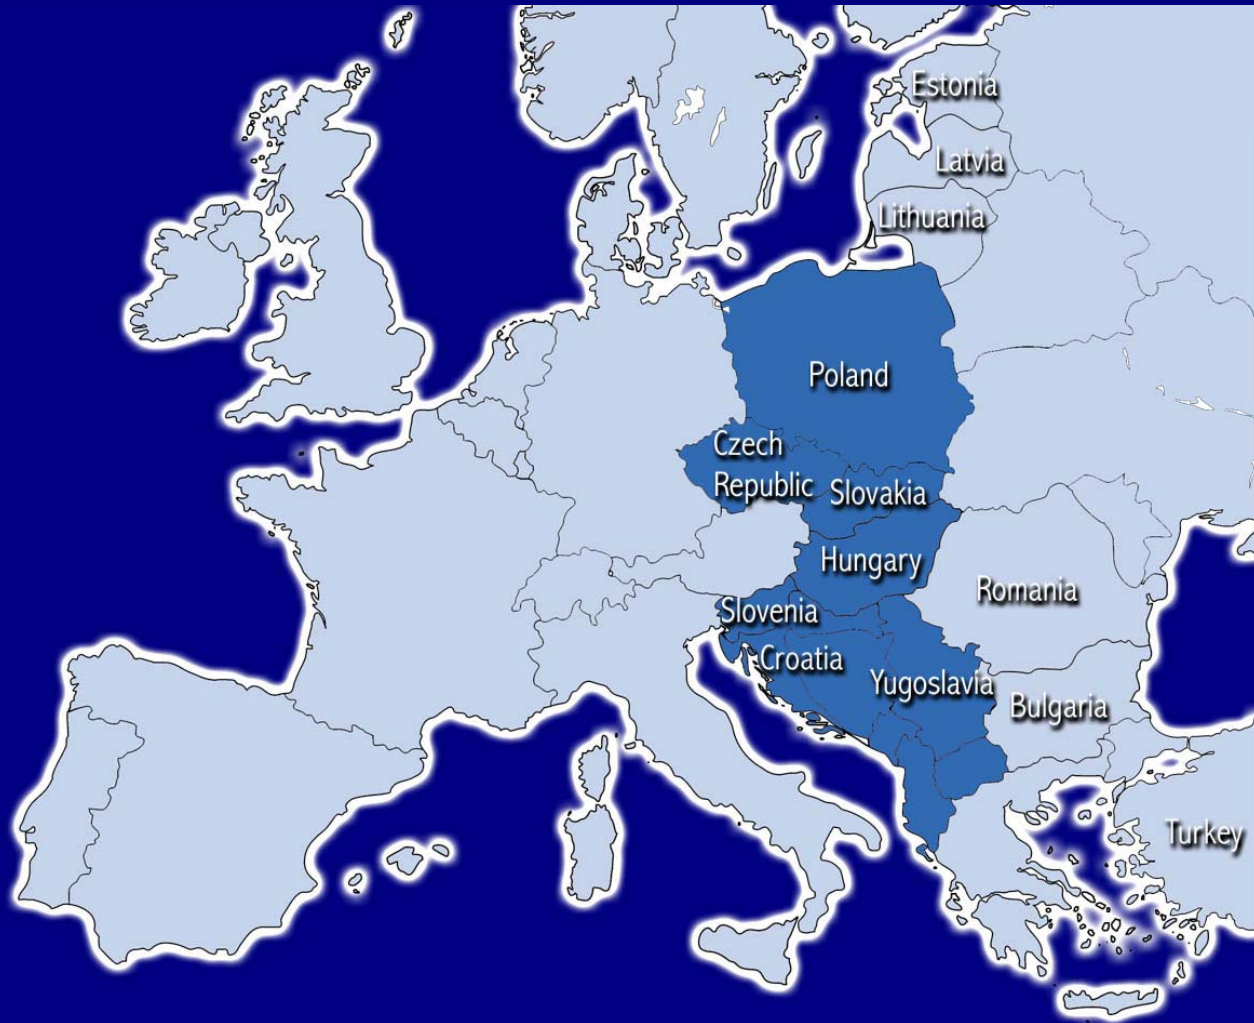 Estonia
Latvia
Lithuania
Poland
Czech
Republic
Slovakia
Hungary
Romania
Slovenia
Croatia
Yugoslavia
Bulgaria
Turkey